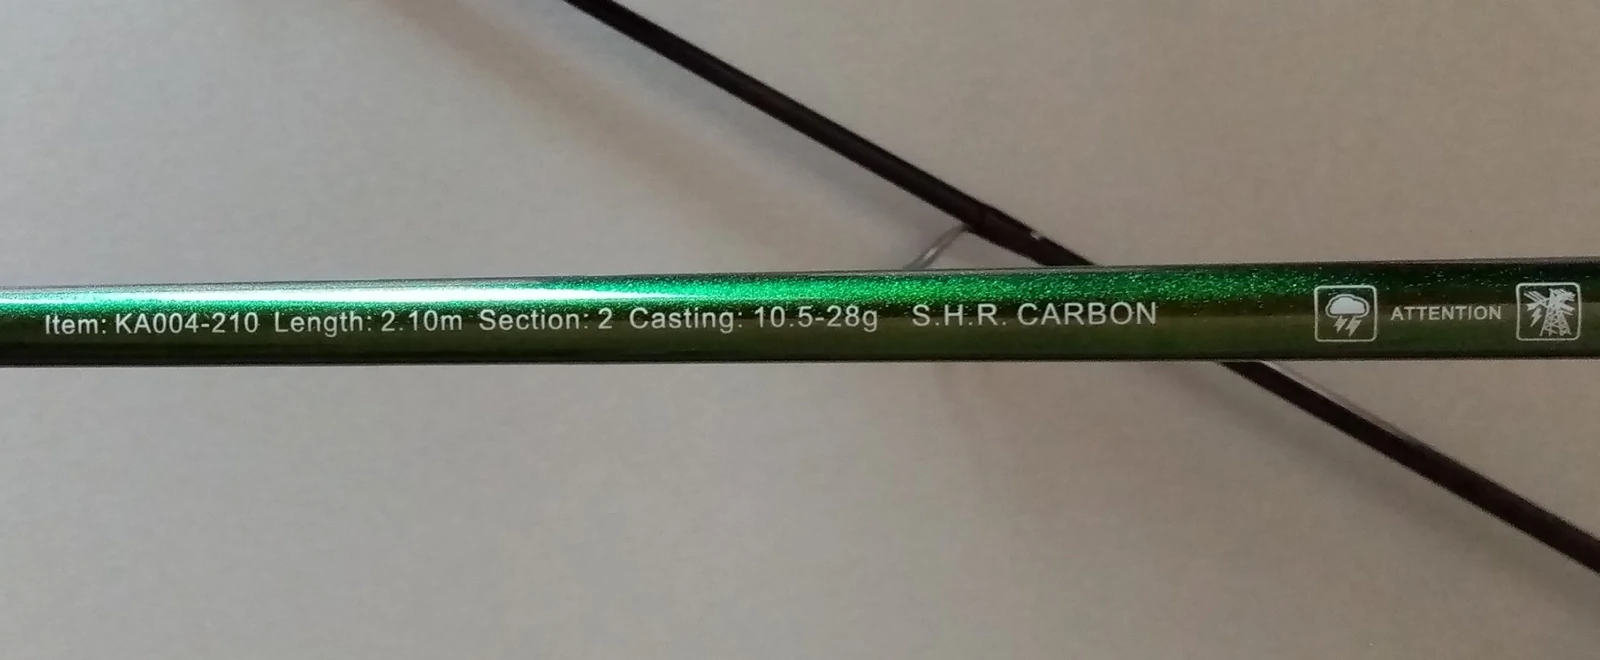 Item: KA004-210 Length: 2.10m Section: 2 Casting: 10.5-28g S.H.R. CARBON ATTENTION